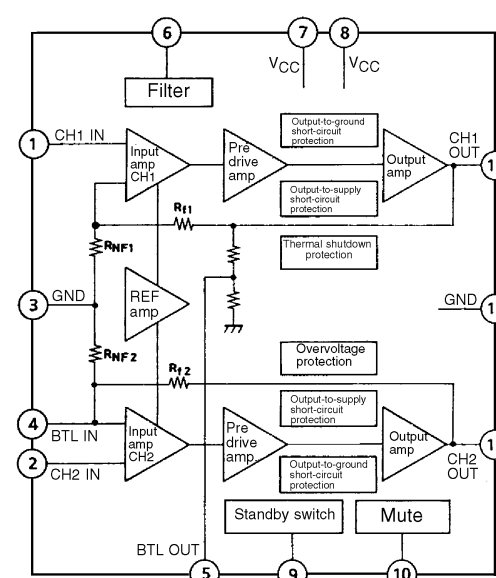 6
7
8
Vcc
Vcc
Filter
1
CH1 IN
Input
amp
CH1
Pre
drive
amp
Output-to-ground
short-circuit
protection
Output
amp
CH1
OUT
1
Output-to-supply
short-circuit
protection
Rf1
RNF1
Thermal shutdown
protection
3
GND
REF
amp
GND
1
RNF2
Rf2
Overvoltage
protection
4
BTL IN
2
CH2 IN
Input
amp
CH2
Pre
drive
amp
Output-to-supply
short-circuit
protection
Output-to-ground
short-circuit
protection
Output
amp
1
CH2
OUT
Standby switch
Mute
BTL OUT
5
9
10